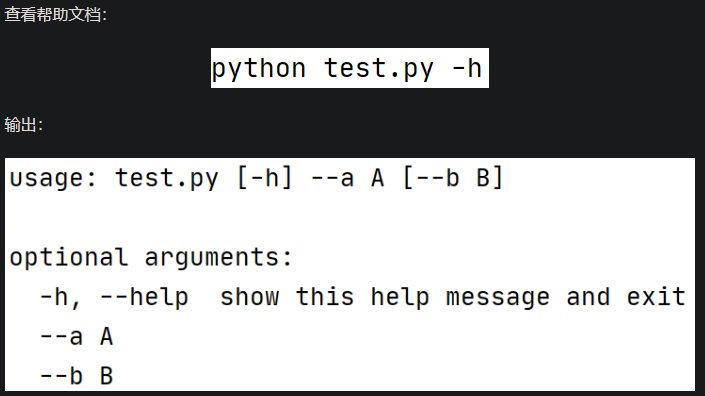 查看帮助文档：
python test.py -h
输出：
usage: test.py [-h] --a A [--b B]
optional arguments:
-h, --help  show this help message and exit
--a A
--b B